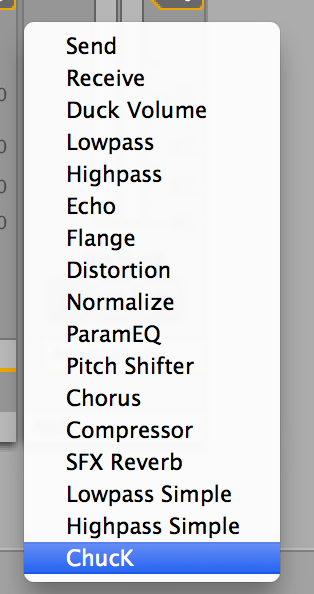 Send
Receive
Duck Volume
Lowpass
Highpass
Echo
Flange
Distortion
Normalize
ParamEQ
Pitch Shifter
Chorus
Compressor
SFX Reverb
Lowpass Simple
Highpass Simple
ChucK